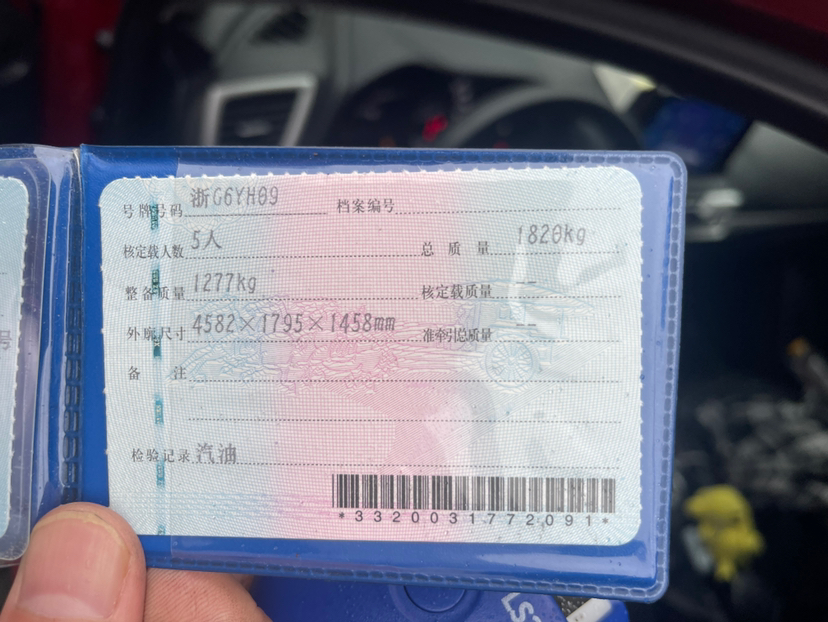 号牌号码 浙G6YH09 档案编号
核定载人数 5人 总质量 1820kg
整备质量 1277kg 核定载质量 --
外廓尺寸 4582×1795×1458mm 准牵引总质量 --
备注
检验记录 汽油
*3320031772091*
号